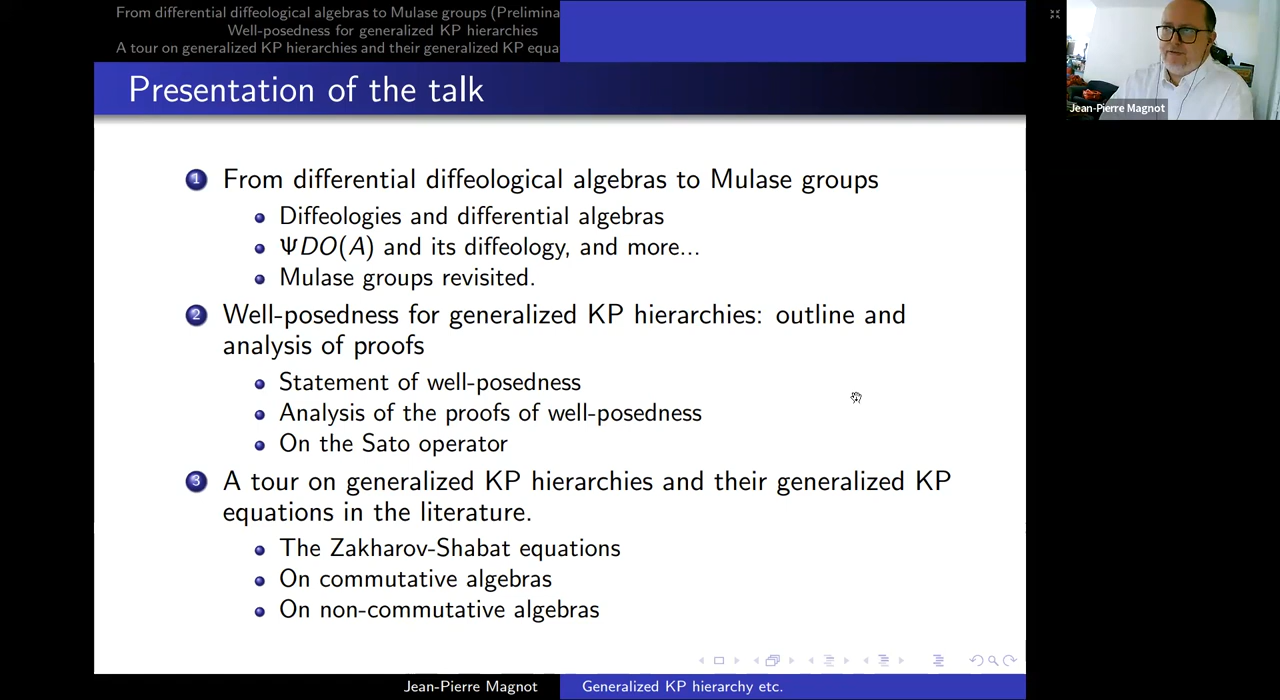 From differential diffeological algebras to Mulase groups (Prelimina
Well-posedness for generalized KP hierarchies
A tour on generalized KP hierarchies and their generalized KP equa
Presentation of the talk
Jean-Pierre Magnot
1 From differential diffeological algebras to Mulase groups
Diffeologies and differential algebras
ΨDO(A) and its diffeology, and more...
Mulase groups revisited.
2 Well-posedness for generalized KP hierarchies: outline and
analysis of proofs
Statement of well-posedness
Analysis of the proofs of well-posedness
On the Sato operator
3 A tour on generalized KP hierarchies and their generalized KP
equations in the literature.
The Zakharov-Shabat equations
On commutative algebras
On non-commutative algebras
Jean-Pierre Magnot
Generalized KP hierarchy etc.